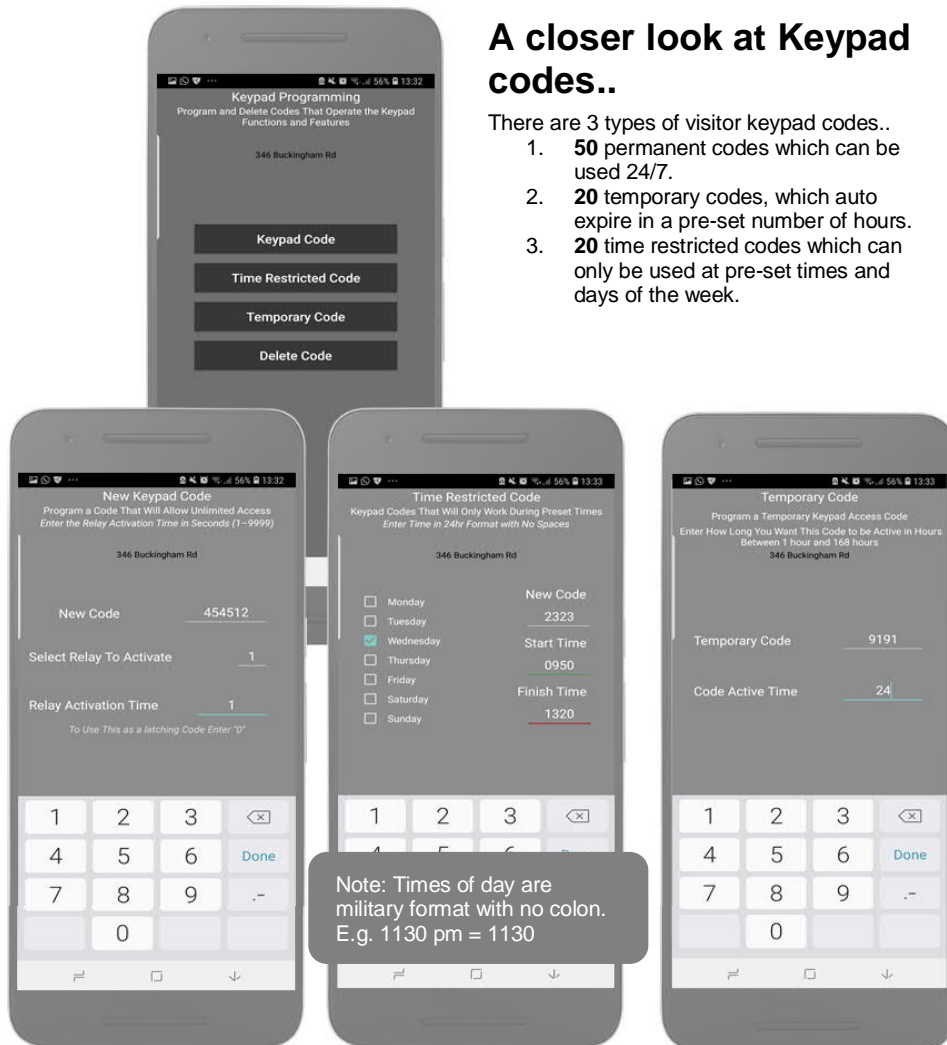 A closer look at Keypad
codes..
There are 3 types of visitor keypad codes..
1. 50 permanent codes which can be
used 24/7.
2. 20 temporary codes, which auto
expire in a pre-set number of hours.
3. 20 time restricted codes which can
only be used at pre-set times and
days of the week.
56% 13:32
Keypad Programming
Program and Delete Codes That Operate the Keypad
Functions and Features
346 Buckingham Rd
Keypad Code
Time Restricted Code
Temporary Code
Delete Code
56% 13:32
New Keypad Code
Program a Code That Will Allow Unlimited Access
Enter the Relay Activation Time in Seconds (1-9999)
346 Buckingham Rd
New Code 454512
Select Relay To Activate 1
Relay Activation Time 1
To Use This as a latching Code Enter "0"
1 2 3
4 5 6 Done
7 8 9 .-
0
56% 13:33
Time Restricted Code
Keypad Codes That Will Only Work During Preset Times
Enter Time in 24hr Format with No Spaces
346 Buckingham Rd
Monday
Tuesday
Wednesday
Thursday
Friday
Saturday
Sunday
New Code
2323
Start Time
0950
Finish Time
1320
1 2 3
Note: Times of day are
military format with no colon.
E.g. 1130 pm = 1130
56% 13:33
Temporary Code
Program a Temporary Keypad Access Code
Enter How Long You Want This Code to be Active in Hours
Between 1 hour and 168 hours
346 Buckingham Rd
Temporary Code 9191
Code Active Time 24
1 2 3
4 5 6 Done
7 8 9 .-
0